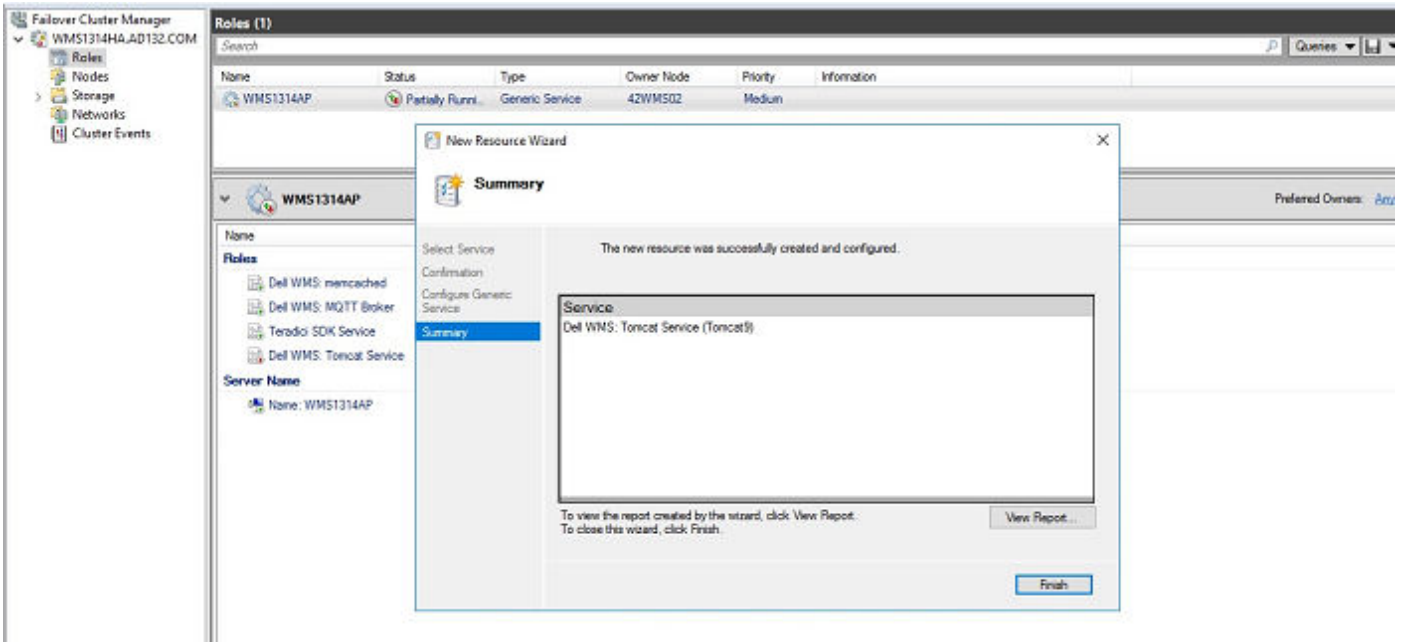 Failover Cluster Manager
WMS1314HA.AD132.COM
Roles
Nodes
Storage
Networks
Cluster Events
Roles (1)
Search
Queries
Name Status Type Owner Node Priority Information
WMS1314AP Partially Runni... Generic Service 42WMS02 Medium
New Resource Wizard
Summary
WMS1314AP
Preferred Owners:
Name
Roles
Dell WMS: memcached
Dell WMS: MQTT Broker
Teradici SDK Service
Dell WMS: Tomcat Service
Server Name
Name: WMS1314AP
Select Service
Confirmation
Configure Generic
Service
Summary
The new resource was successfully created and configured.
Service
Dell WMS: Tomcat Service (Tomcat9)
To view the report created by the wizard, click View Report.
To close this wizard, click Finish.
View Report...
Finish